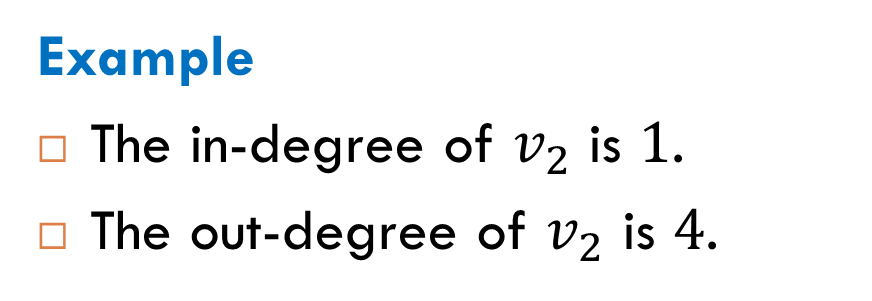 Example
The in-degree of v₂ is 1.
The out-degree of v₂ is 4.